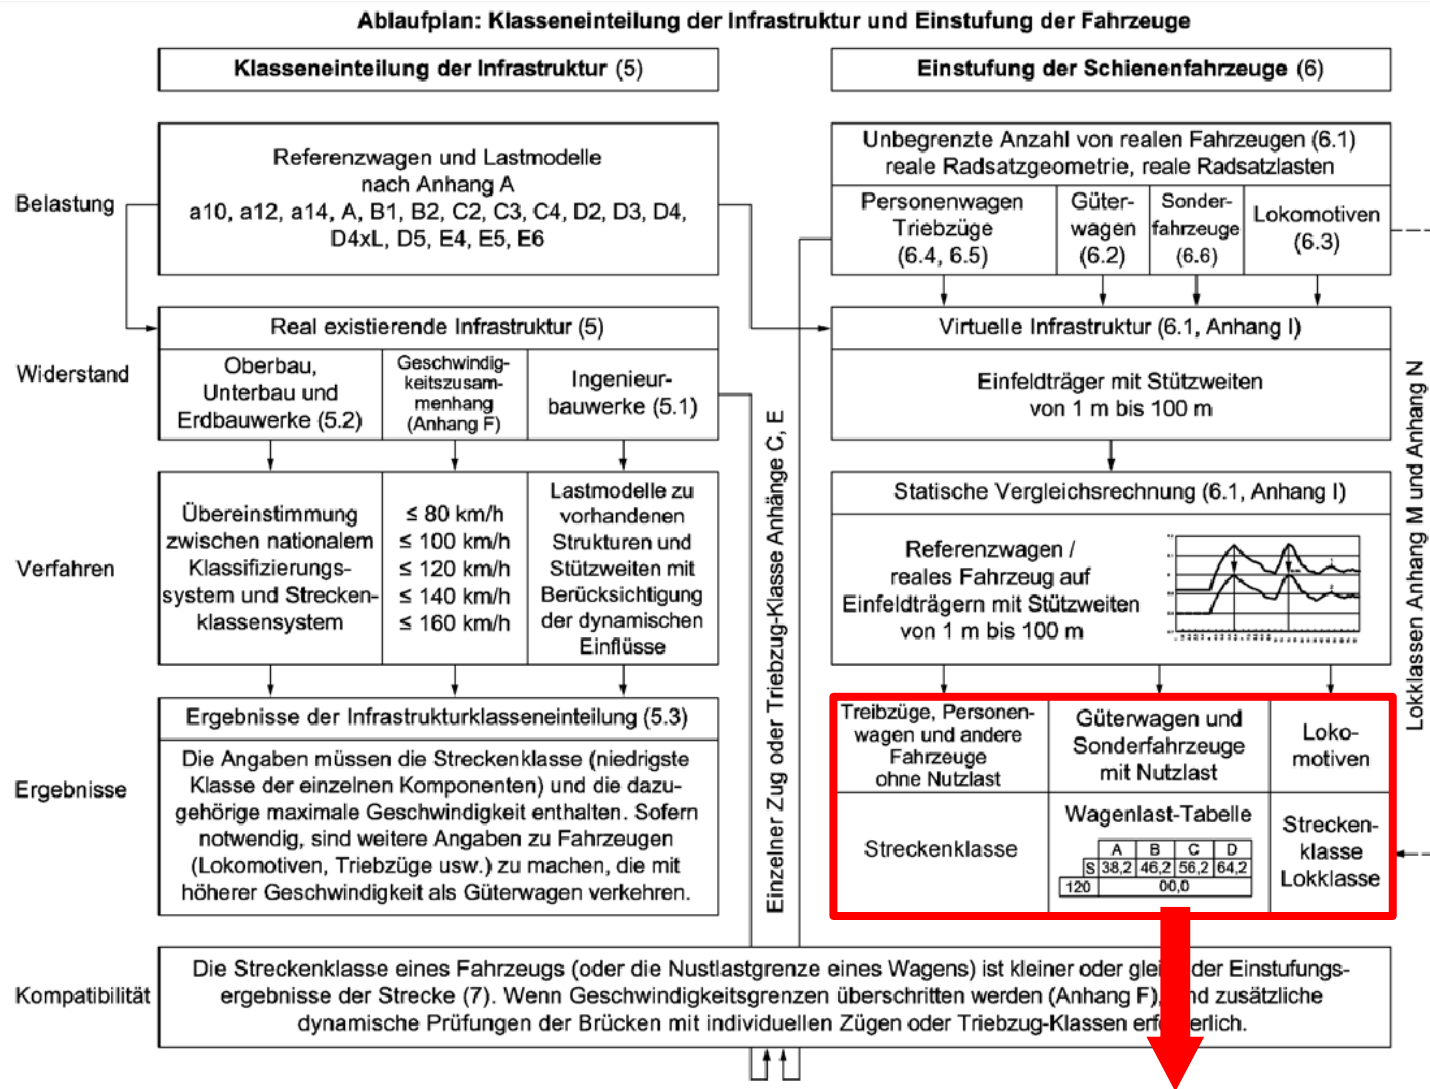 Ablaufplan: Klasseneinteilung der Infrastruktur und Einstufung der Fahrzeuge
Klasseneinteilung der Infrastruktur (5)
Einstufung der Schienenfahrzeuge (6)
Belastung
Referenzwagen und Lastmodelle
nach Anhang A
a10, a12, a14, A, B1, B2, C2, C3, C4, D2, D3, D4,
D4xL, D5, E4, E5, E6
Unbegrenzte Anzahl von realen Fahrzeugen (6.1)
reale Radsatzgeometrie, reale Radsatzlasten
Personenwagen
Triebzüge
(6.4, 6.5)
Güter-
wagen
(6.2)
Sonder-
fahrzeuge
(6.6)
Lokomotiven
(6.3)
Widerstand
Real existierende Infrastruktur (5)
Oberbau,
Unterbau und
Erdbauwerke (5.2)
Geschwindig-
keitszusam-
menhang
(Anhang F)
Ingenieur-
bauwerke (5.1)
Virtuelle Infrastruktur (6.1, Anhang I)
Einfeldträger mit Stützweiten
von 1 m bis 100 m
Verfahren
Übereinstimmung
zwischen nationalem
Klassifizierungs-
system und Strecken-
klassensystem
≤ 80 km/h
≤ 100 km/h
≤ 120 km/h
≤ 140 km/h
≤ 160 km/h
Lastmodelle zu
vorhandenen
Strukturen und
Stützweiten mit
Berücksichtigung
der dynamischen
Einflüsse
Statische Vergleichsrechnung (6.1, Anhang I)
Referenzwagen /
reales Fahrzeug auf
Einfeldträgern mit Stützweiten
von 1 m bis 100 m
Einzelner Zug oder Triebzug-Klasse Anhänge C, E
Lokklassen Anhang M und Anhang N
Ergebnisse
Ergebnisse der Infrastrukturklasseneinteilung (5.3)
Die Angaben müssen die Streckenklasse (niedrigste
Klasse der einzelnen Komponenten) und die dazu-
gehörige maximale Geschwindigkeit enthalten. Sofern
notwendig, sind weitere Angaben zu Fahrzeugen
(Lokomotiven, Triebzüge usw.) zu machen, die mit
höherer Geschwindigkeit als Güterwagen verkehren.
Treibzüge, Personen-
wagen und andere
Fahrzeuge
ohne Nutzlast
Güterwagen und
Sonderfahrzeuge
mit Nutzlast
Loko-
motiven
Streckenklasse
Wagenlast-Tabelle
A B C D
S 38,2 46,2 56,2 64,2
120 00,0
Strecken-
klasse
Lokklasse
Kompatibilität
Die Streckenklasse eines Fahrzeugs (oder die Nustlastgrenze eines Wagens) ist kleiner oder der Einstufungs-
ergebnisse der Strecke (7). Wenn Geschwindigkeitsgrenzen überschritten werden (Anhang F), zusätzliche
dynamische Prüfungen der Brücken mit individuellen Zügen oder Triebzug-Klassen